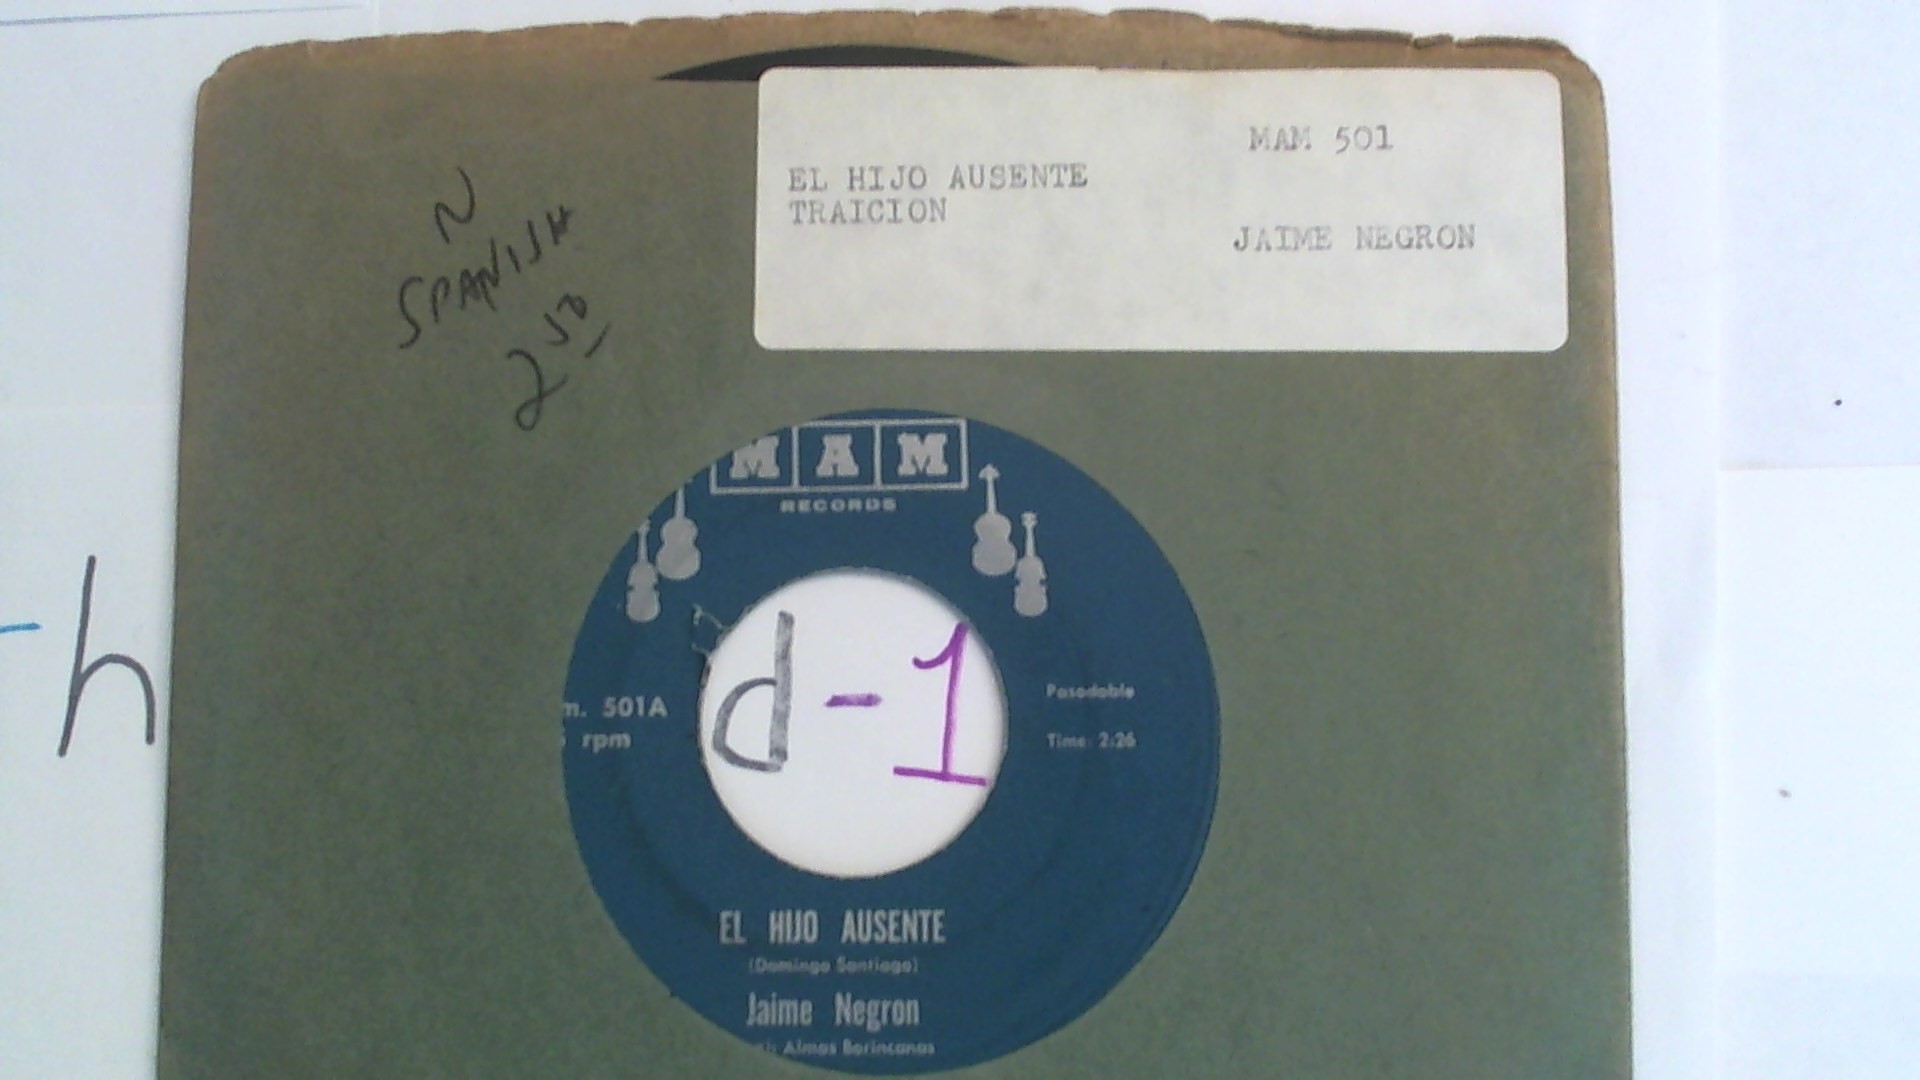 MAM 501
EL HIJO AUSENTE
TRAICION
JAIME NEGRON
N
SPANISH
2 50
MAM
RECORDS
501A
rpm
Pasodoble
Time: 2:26
d-1
-h
EL HIJO AUSENTE
(Domingo Santiago)
Jaime Negron
Almas Borincanas